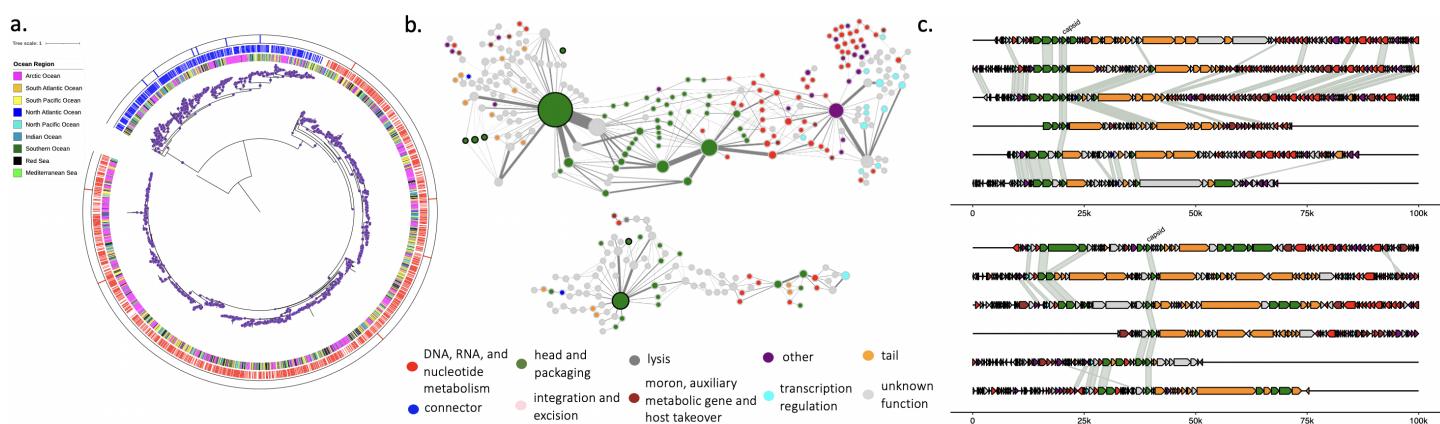 a.
Tree scale: 1
Ocean Region
Arctic Ocean
South Atlantic Ocean
South Pacific Ocean
North Atlantic Ocean
North Pacific Ocean
Indian Ocean
Southern Ocean
Red Sea
Mediterranean Sea
b.
DNA, RNA, and
nucleotide
metabolism
head and
packaging
lysis
other
tail
connector
integration and
excision
moron, auxiliary
metabolic gene and
host takeover
transcription
regulation
unknown
function
c.
capsid
0 25k 50k 75k 100k
capsid
0 25k 50k 75k 100k